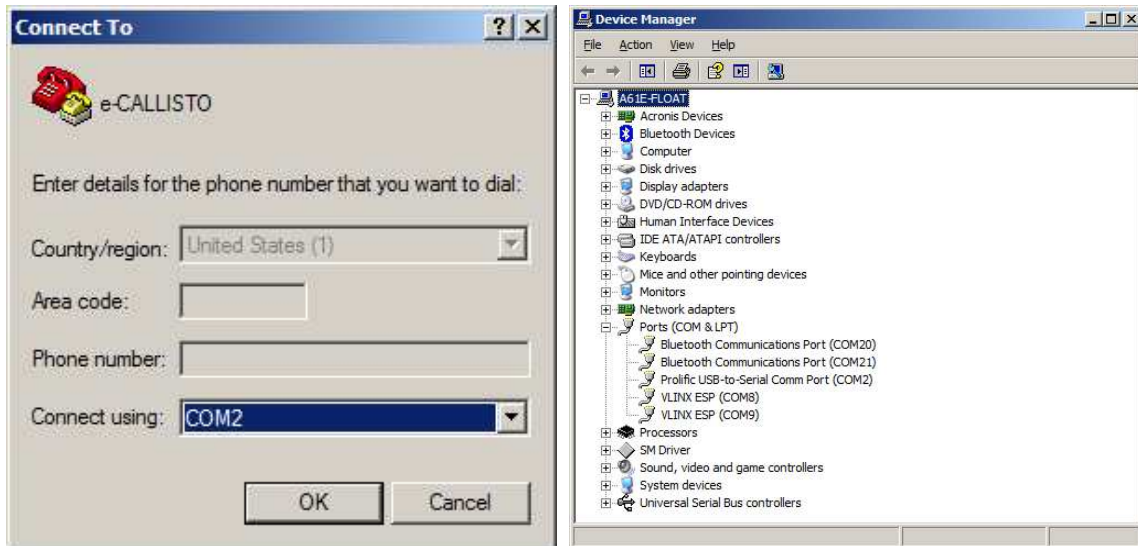 Connect To
e-CALLISTO
Enter details for the phone number that you want to dial:
Country/region: United States (1)
Area code:
Phone number:
Connect using: COM2
OK Cancel
Device Manager
File Action View Help
A61E-FLOAT
Acronis Devices
Bluetooth Devices
Computer
Disk drives
Display adapters
DVD/CD-ROM drives
Human Interface Devices
IDE ATA/ATAPI controllers
Keyboards
Mice and other pointing devices
Monitors
Network adapters
Ports (COM & LPT)
Bluetooth Communications Port (COM20)
Bluetooth Communications Port (COM21)
Prolific USB-to-Serial Comm Port (COM2)
VLINX ESP (COM8)
VLINX ESP (COM9)
Processors
SM Driver
Sound, video and game controllers
System devices
Universal Serial Bus controllers